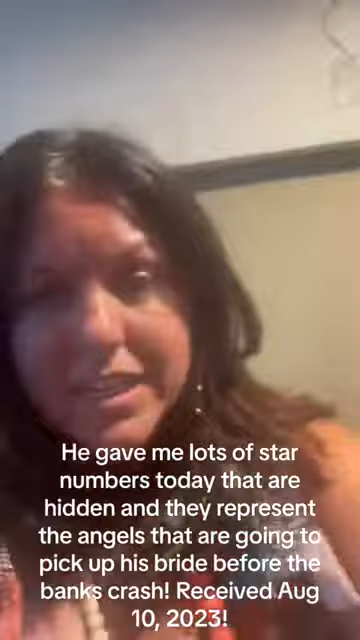 He gave me lots of star
numbers today that are
hidden and they represent
the angels that are going to
pick up his bride before the
banks crash! Received Aug
10, 2023!